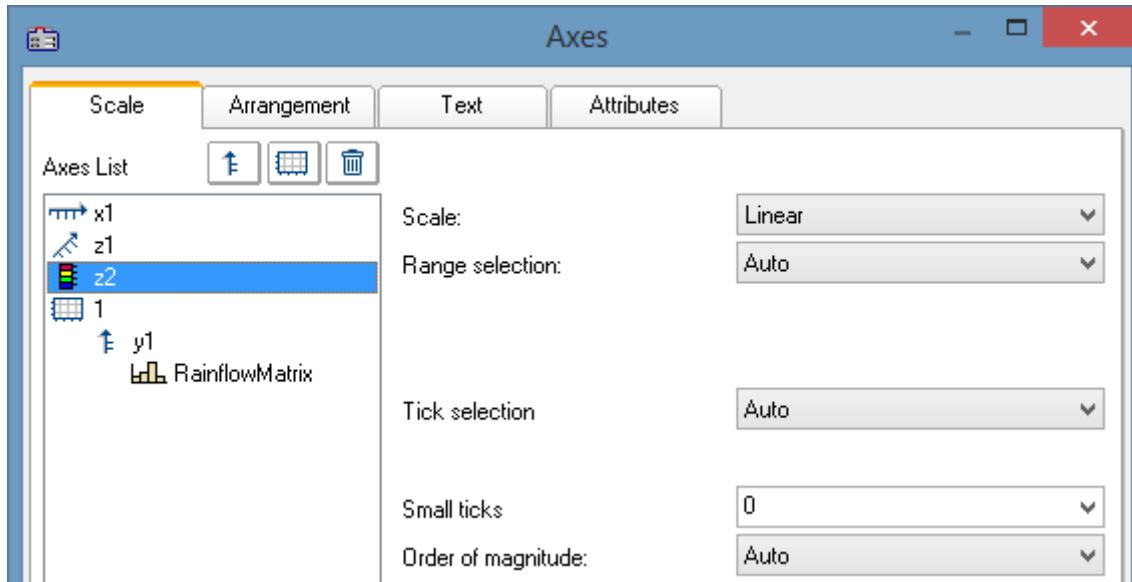 Axes
Scale Arrangement Text Attributes
Axes List
x1
z1
z2
1
y1
RainflowMatrix
Scale: Linear
Range selection: Auto
Tick selection Auto
Small ticks 0
Order of magnitude: Auto